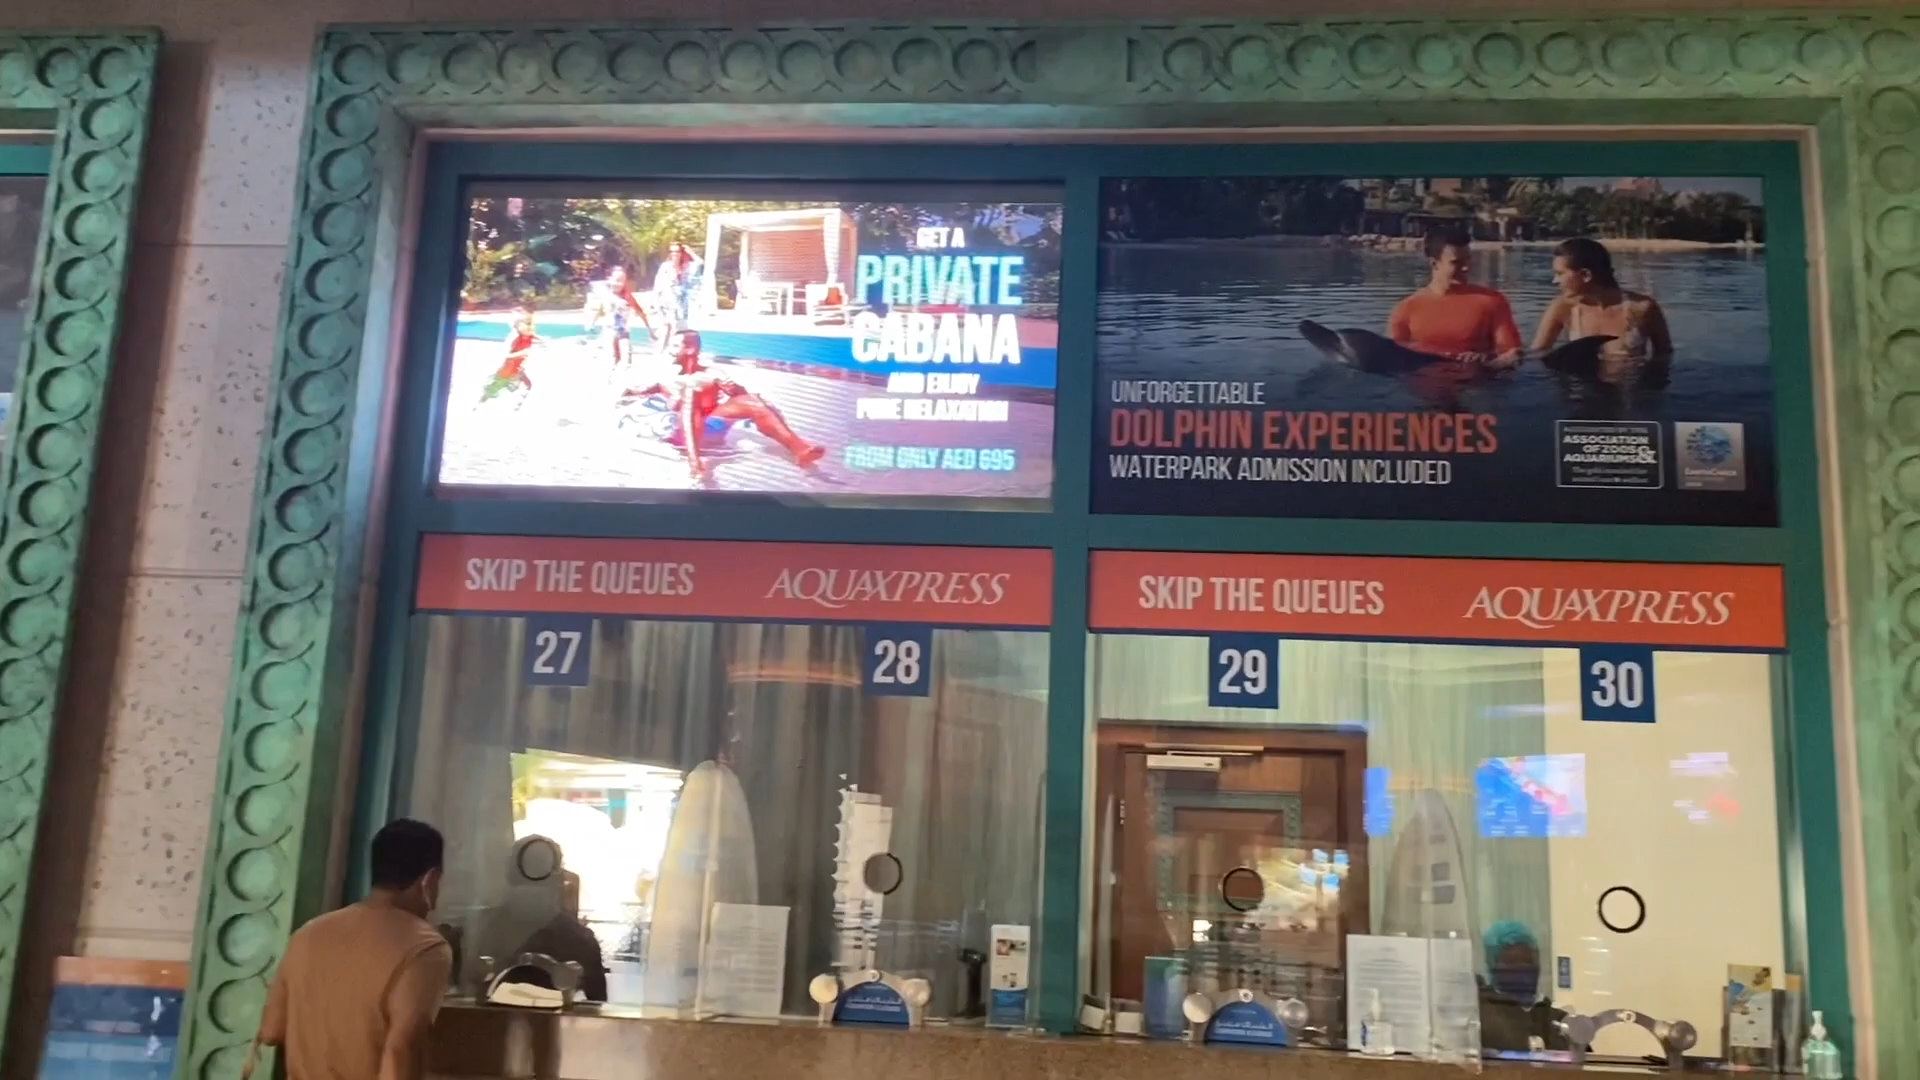 GET A
PRIVATE
CABANA
AND ENJOY
PURE RELAXATION
FROM ONLY AED 695
UNFORGETTABLE
DOLPHIN EXPERIENCES
WATERPARK ADMISSION INCLUDED
ASSOCIATION
OF ZOOS &
AQUARIUMS
SKIP THE QUEUES AQUAXPRESS
SKIP THE QUEUES AQUAXPRESS
27
28
29
30